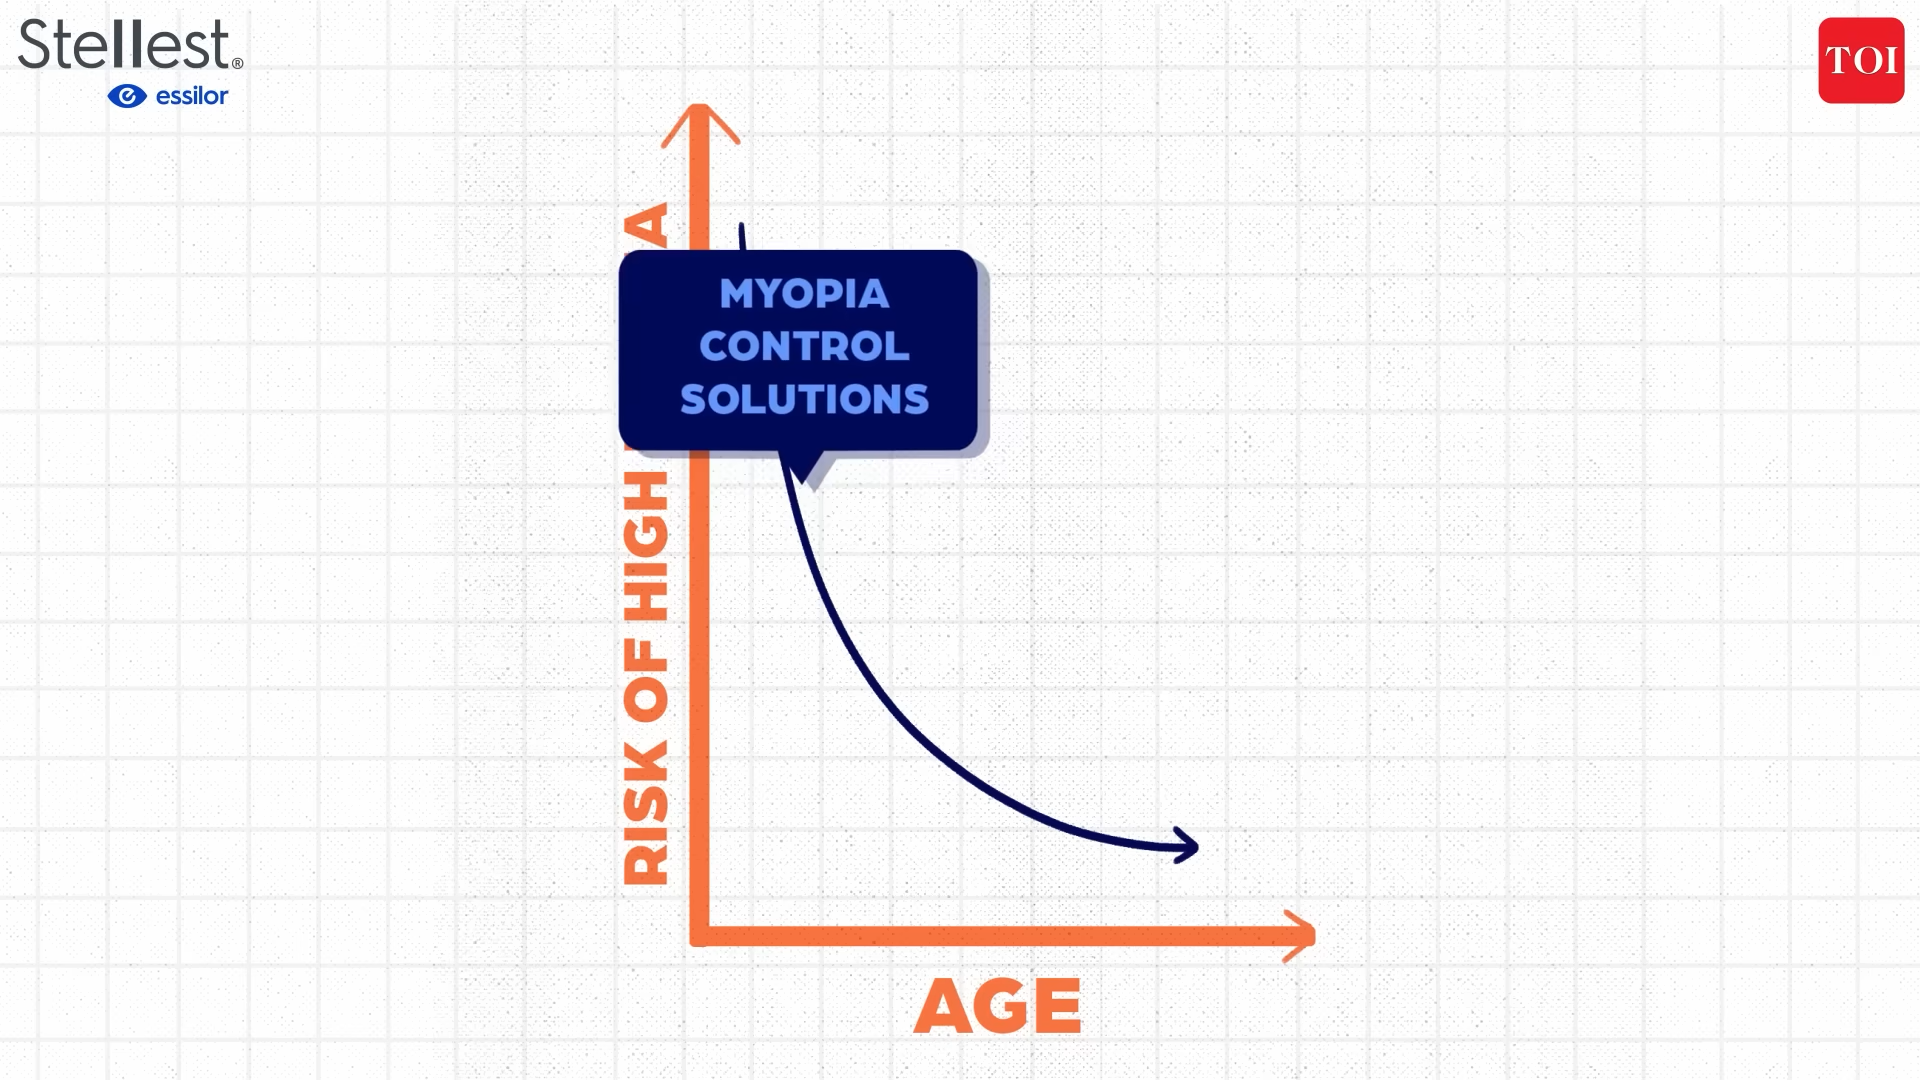 Stellest®
essilor
TOI
MYOPIA
CONTROL
SOLUTIONS
RISK OF HIGH
AGE